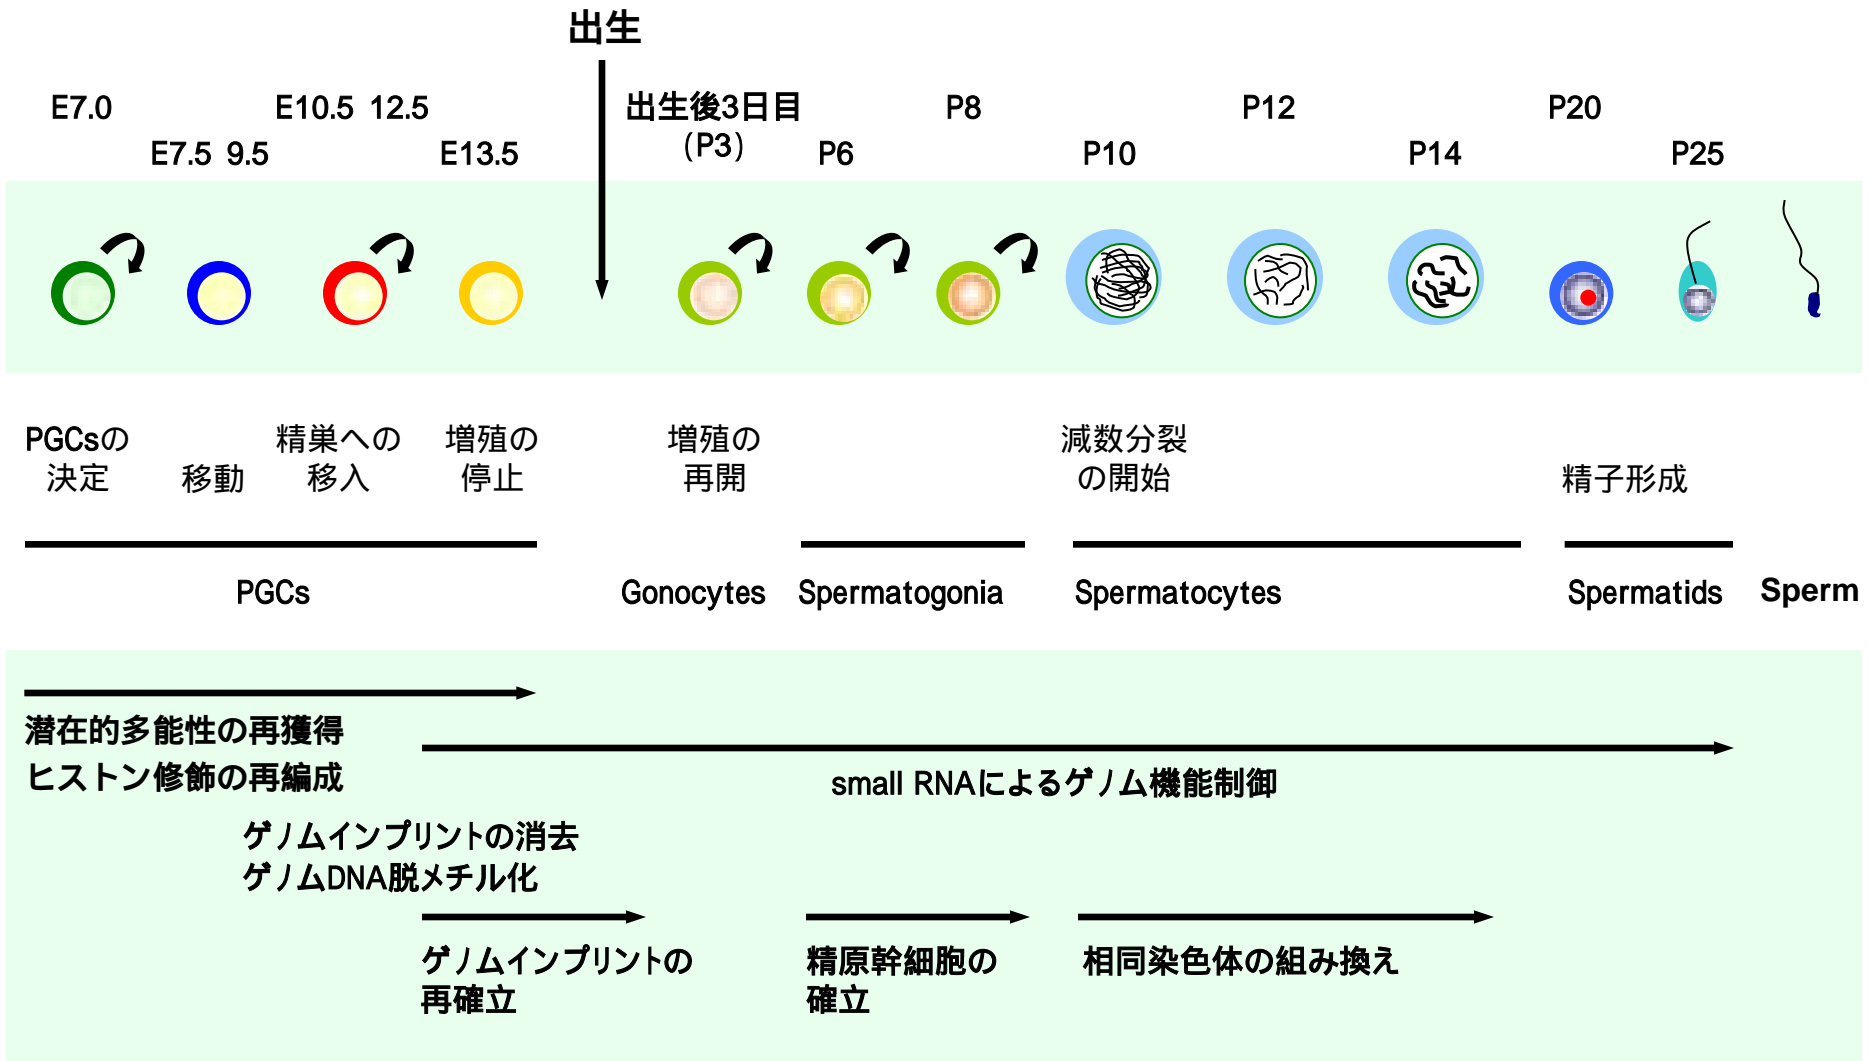 出生
E7.0
E7.5 9.5
E10.5 12.5
E13.5
出生後3日目
(P3)
P6
P8
P10
P12
P14
P20
P25
PGCsの
決定
移動
精巣への
移入
増殖の
停止
増殖の
再開
減数分裂
の開始
精子形成
PGCs
Gonocytes
Spermatogonia
Spermatocytes
Spermatids
Sperm
潜在的多能性の再獲得
ヒストン修飾の再編成
small RNAによるゲノム機能制御
ゲノムインプリントの消去
ゲノムDNA脱メチル化
ゲノムインプリントの
再確立
精原幹細胞の
確立
相同染色体の組み換え